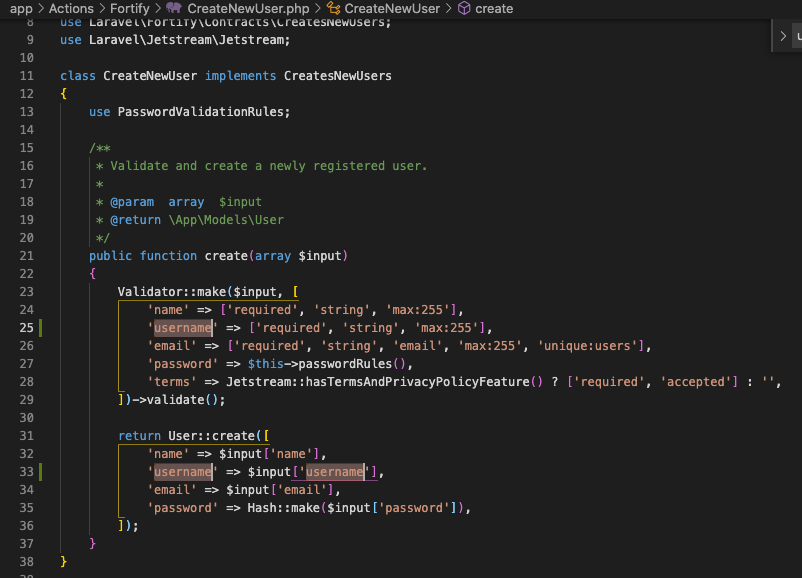 app > Actions > Fortify > CreateNewUser.php > CreateNewUser > create
8 use Laravel\Fortify\Contracts\CreatesNewUsers;
9 use Laravel\Jetstream\Jetstream;
10
11 class CreateNewUser implements CreatesNewUsers
12 {
13     use PasswordValidationRules;
14
15     /**
16      * Validate and create a newly registered user.
17      *
18      * @param  array  $input
19      * @return \App\Models\User
20      */
21     public function create(array $input)
22     {
23         Validator::make($input, [
24             'name' => ['required', 'string', 'max:255'],
25             'username' => ['required', 'string', 'max:255'],
26             'email' => ['required', 'string', 'email', 'max:255', 'unique:users'],
27             'password' => $this->passwordRules(),
28             'terms' => Jetstream::hasTermsAndPrivacyPolicyFeature() ? ['required', 'accepted'] : '',
29         ])->validate();
30
31         return User::create([
32             'name' => $input['name'],
33             'username' => $input['username'],
34             'email' => $input['email'],
35             'password' => Hash::make($input['password']),
36         ]);
37     }
38 }